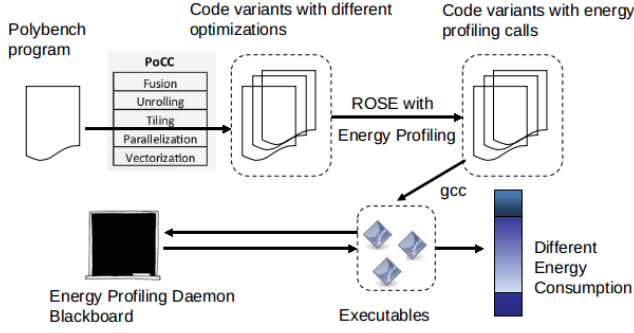 Polybench
program
PoCC
Fusion
Unrolling
Tiling
Parallelization
Vectorization
Code variants with different
optimizations
ROSE with
Energy Profiling
Code variants with energy
profiling calls
gcc
Energy Profiling Daemon
Blackboard
Executables
Different
Energy
Consumption